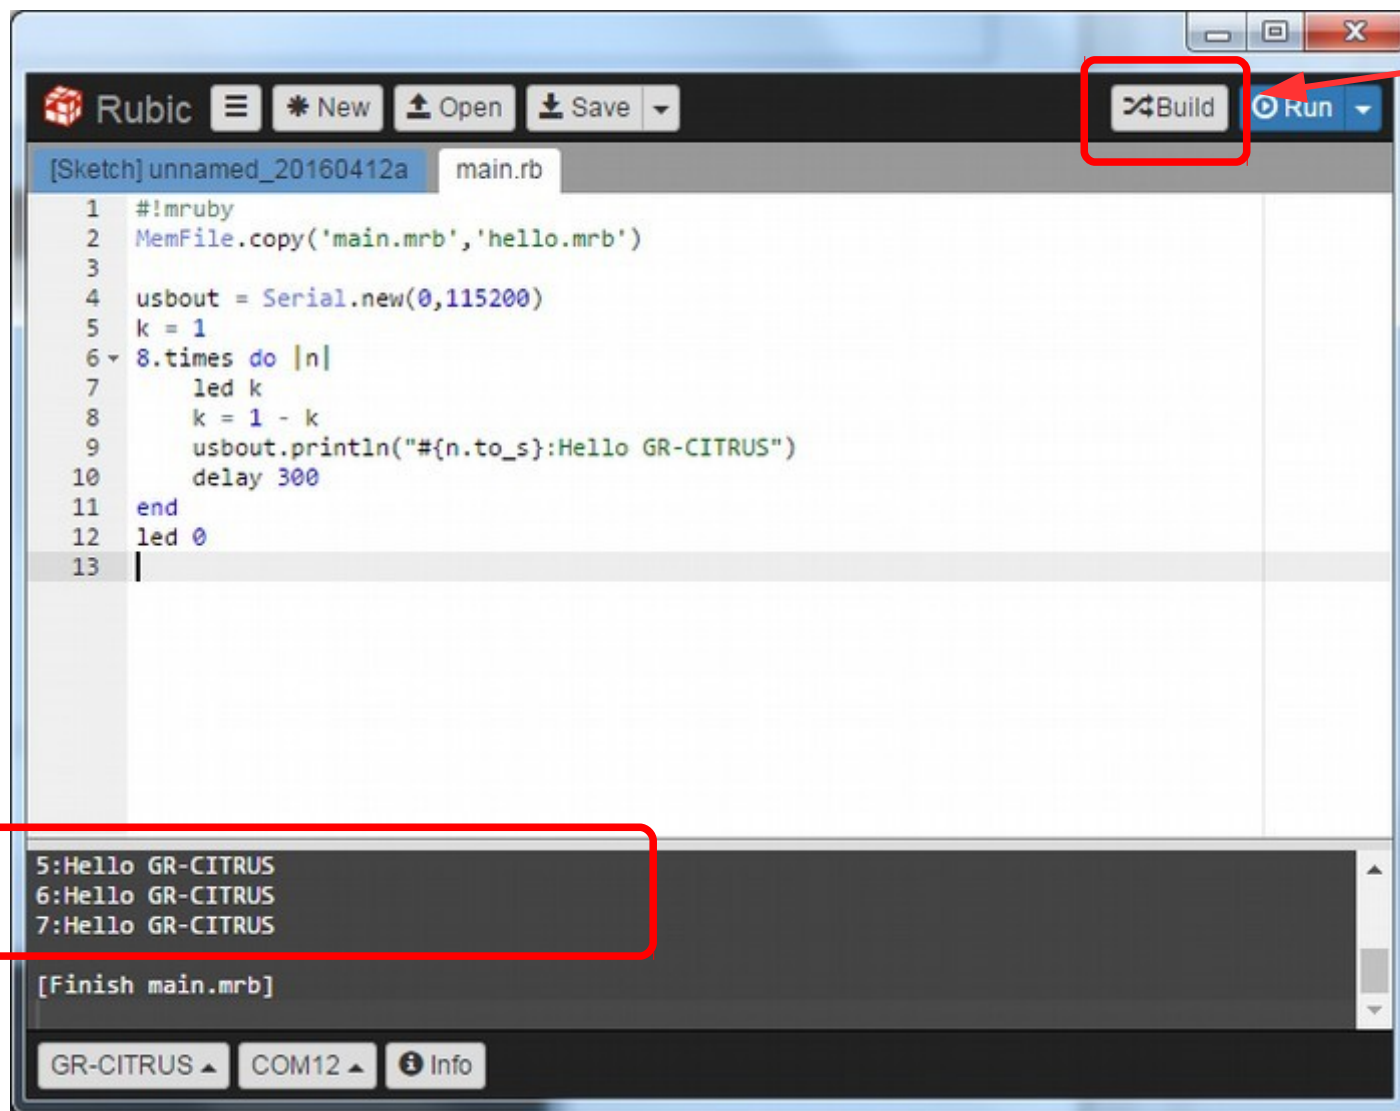 Rubic New Open Save Build Run
[Sketch] unnamed_20160412a main.rb
1 #!mruby
2 MemFile.copy('main.mrb','hello.mrb')
3
4 usbout = Serial.new(0,115200)
5 k = 1
6 8.times do |n|
7     led k
8     k = 1 - k
9     usbout.println("#{n.to_s}:Hello GR-CITRUS")
10     delay 300
11 end
12 led 0
13
5:Hello GR-CITRUS
6:Hello GR-CITRUS
7:Hello GR-CITRUS
[Finish main.mrb]
GR-CITRUS COM12 Info